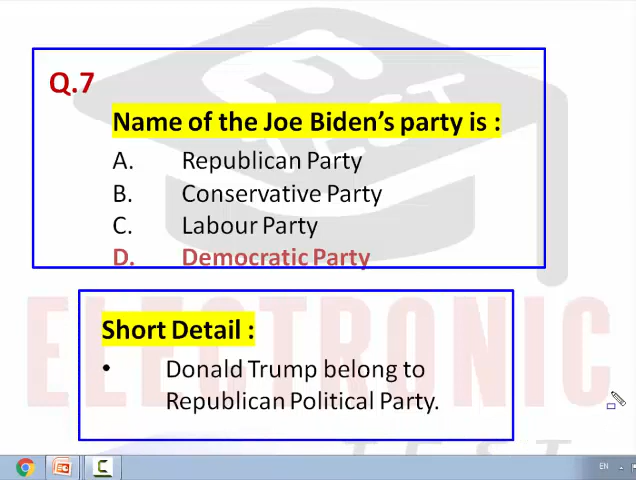 Q.7
Name of the Joe Biden's party is :
A. Republican Party
B. Conservative Party
C. Labour Party
D. Democratic Party
Short Detail :
• Donald Trump belong to
Republican Political Party.
ELECTRONIC
TEST
EN